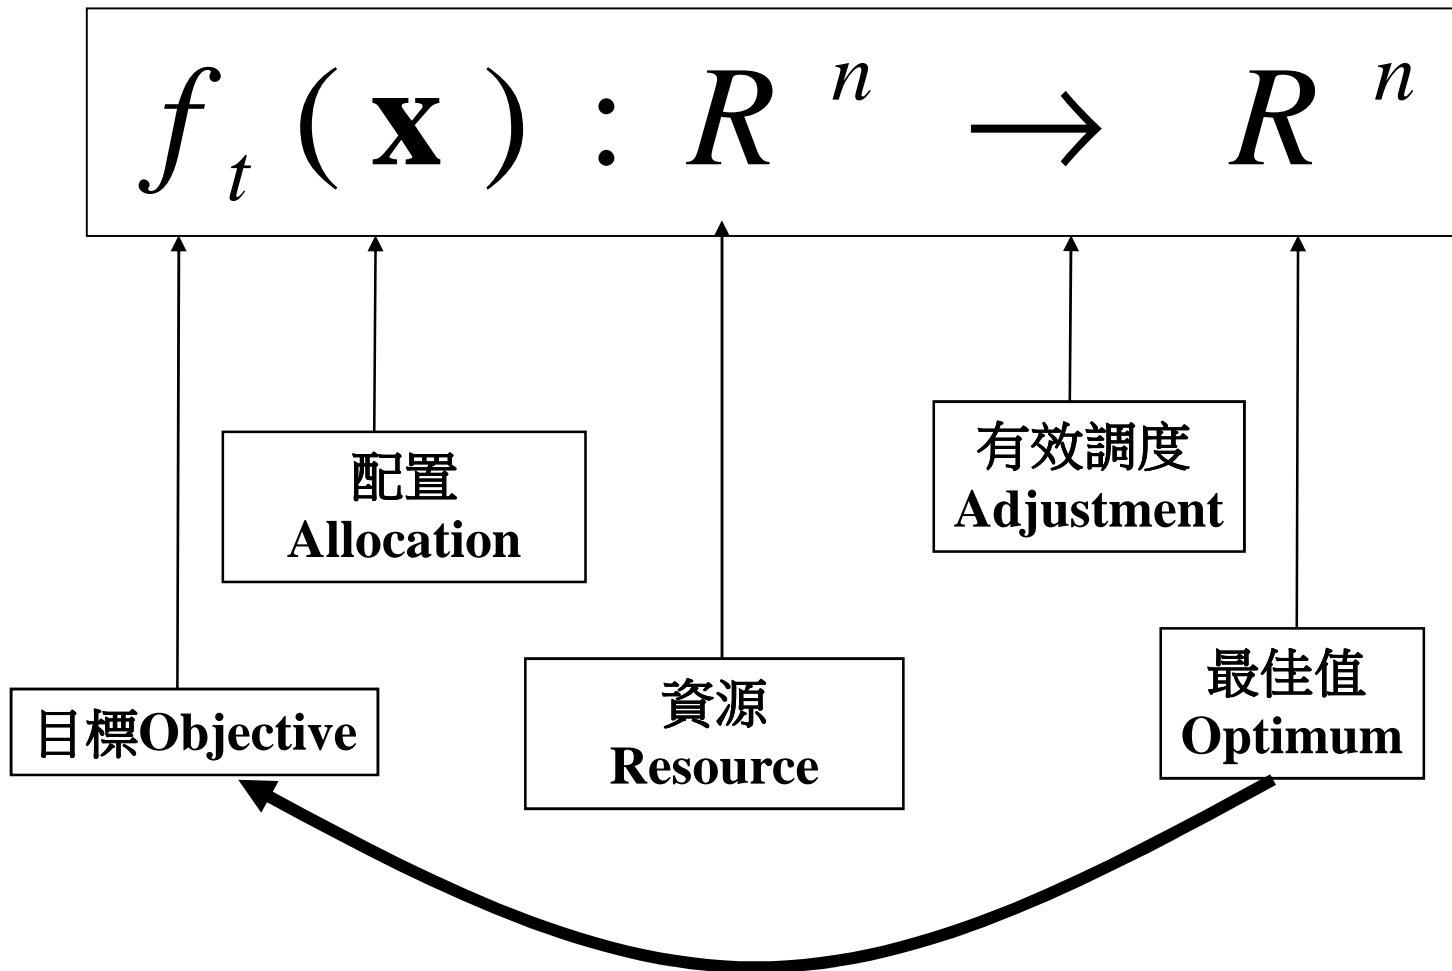 f t (x) : R n → R n
配置
Allocation
有效調度
Adjustment
目標Objective
資源
Resource
最佳值
Optimum